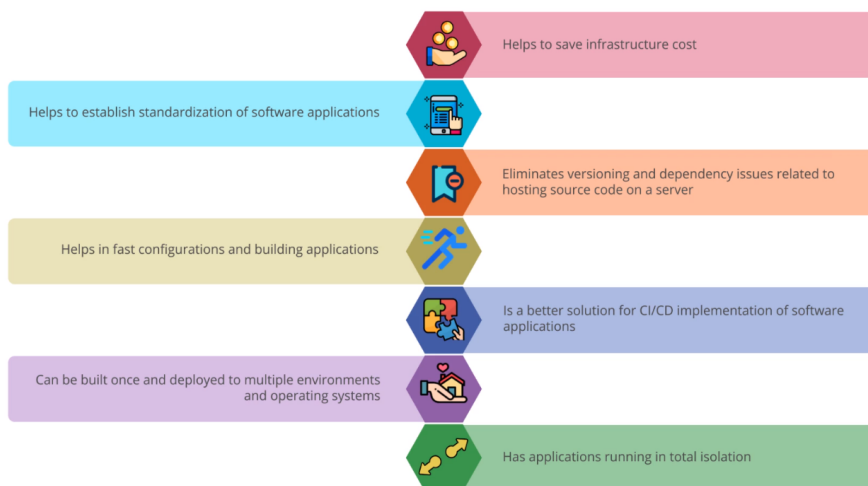 Helps to save infrastructure cost
Helps to establish standardization of software applications
Eliminates versioning and dependency issues related to
hosting source code on a server
Helps in fast configurations and building applications
Is a better solution for CI/CD implementation of software
applications
Can be built once and deployed to multiple environments
and operating systems
Has applications running in total isolation